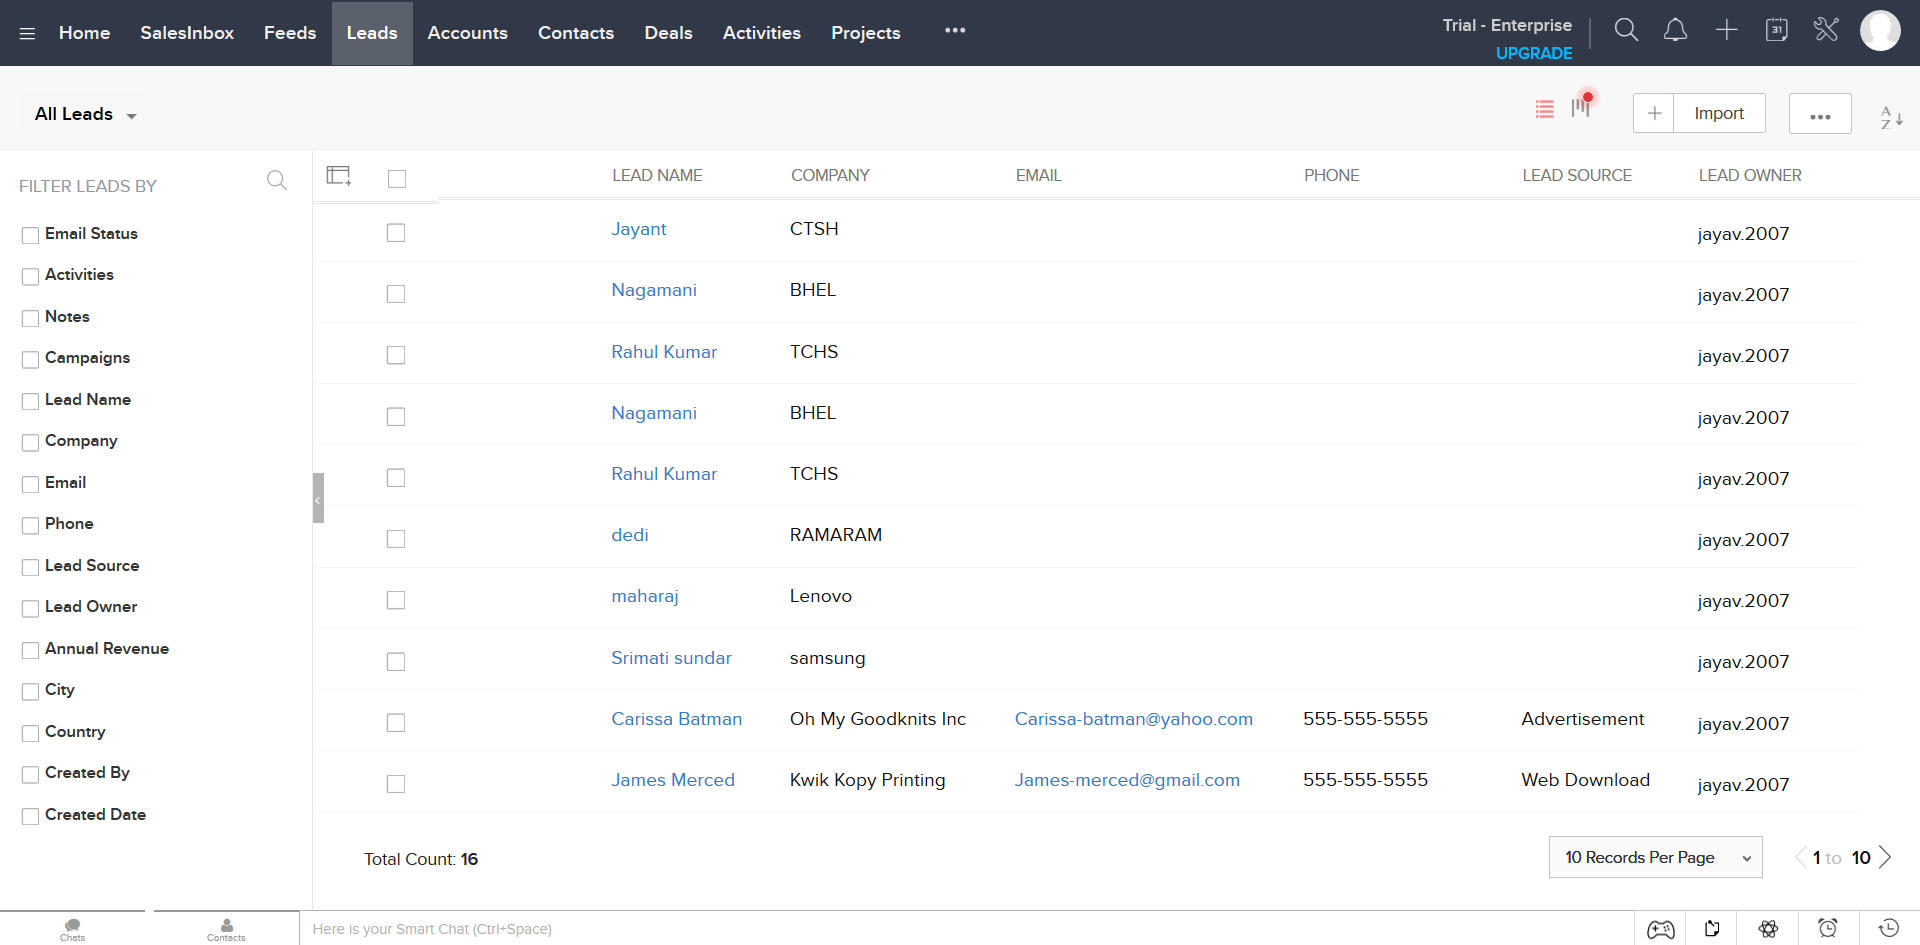 Home SalesInbox Feeds Leads Accounts Contacts Deals Activities Projects
Trial - Enterprise
UPGRADE
31
All Leads
Import
A
Z
FILTER LEADS BY
Email Status
Activities
Notes
Campaigns
Lead Name
Company
Email
Phone
Lead Source
Lead Owner
Annual Revenue
City
Country
Created By
Created Date
LEAD NAME COMPANY EMAIL PHONE LEAD SOURCE LEAD OWNER
Jayant CTSH jayav.2007
Nagamani BHEL jayav.2007
Rahul Kumar TCHS jayav.2007
Nagamani BHEL jayav.2007
Rahul Kumar TCHS jayav.2007
dedi RAMARAM jayav.2007
maharaj Lenovo jayav.2007
Srimati sundar samsung jayav.2007
Carissa Batman Oh My Goodknits Inc Carissa-batman@yahoo.com 555-555-5555 Advertisement jayav.2007
James Merced Kwik Kopy Printing James-merced@gmail.com 555-555-5555 Web Download jayav.2007
Total Count: 16
10 Records Per Page
1 to 10
Chats
Contacts
Here is your Smart Chat (Ctrl+Space)